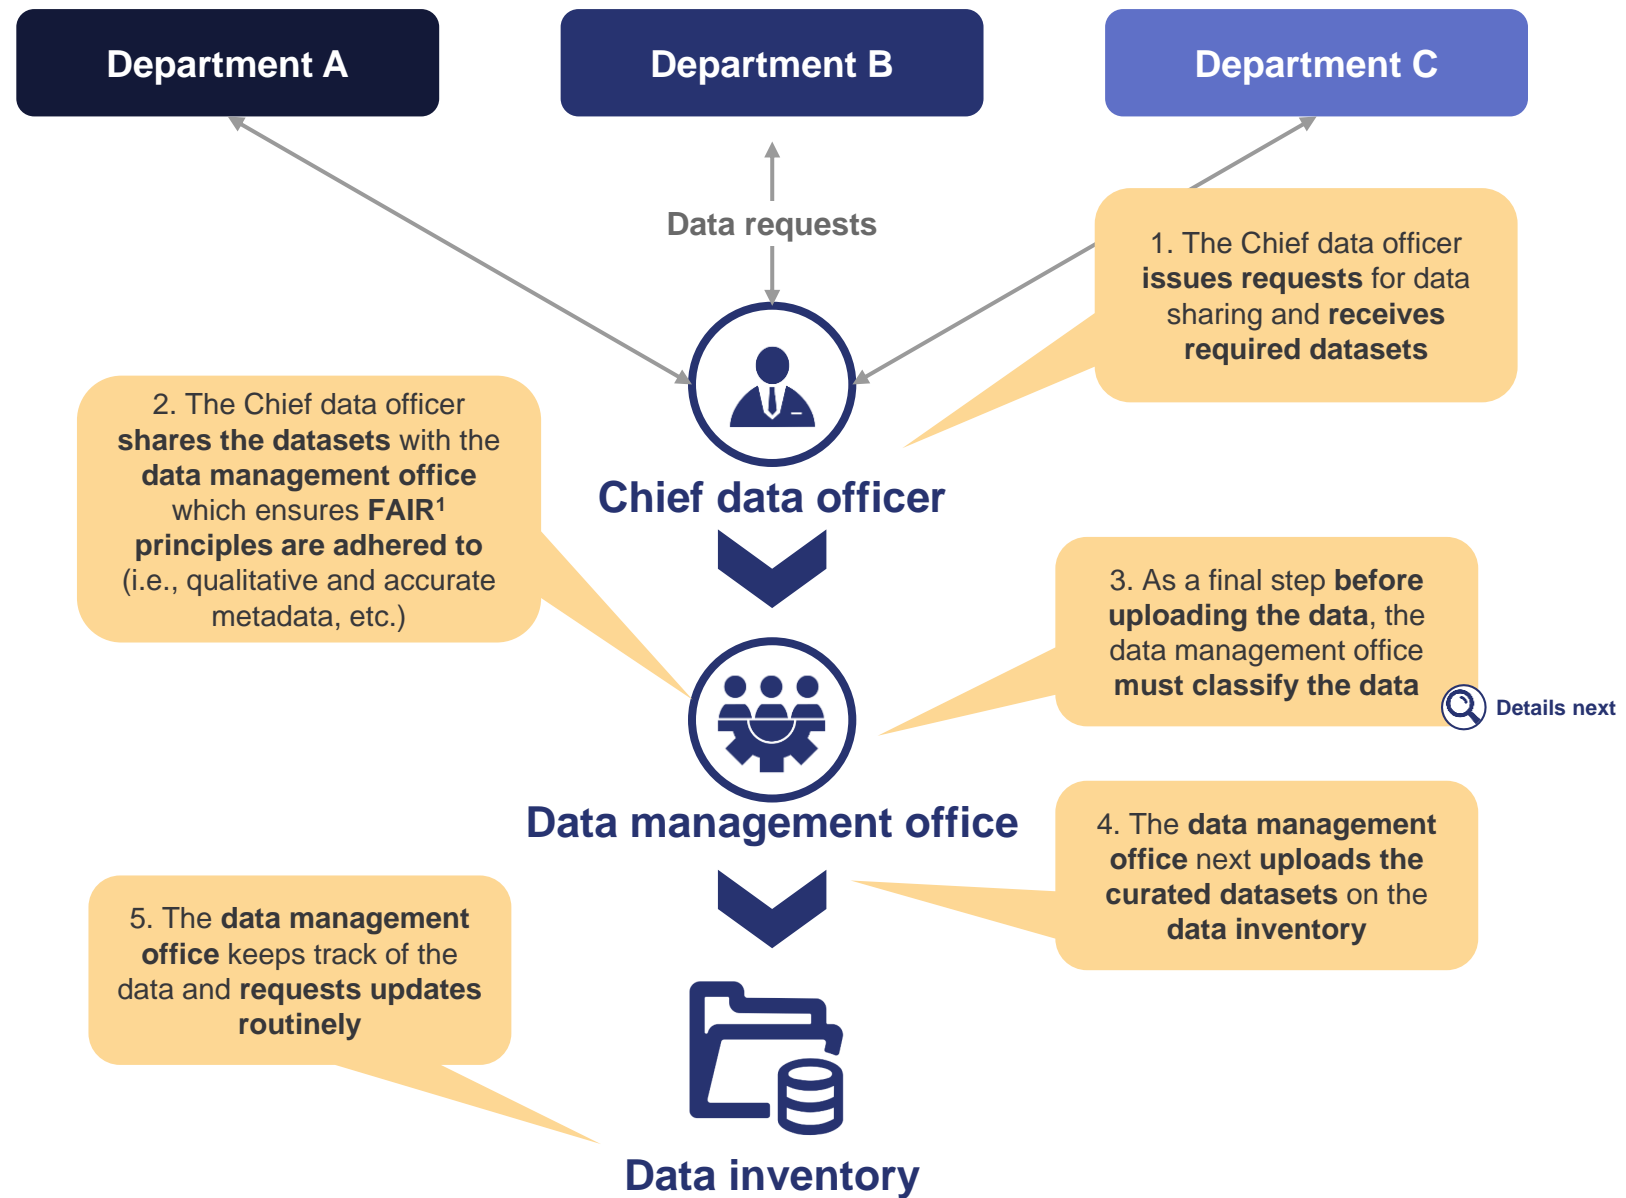 Department A
Department B
Department C
Data requests
1. The Chief data officer
issues requests for data
sharing and receives
required datasets
2. The Chief data officer
shares the datasets with the
data management office
which ensures FAIR¹
principles are adhered to
(i.e., qualitative and accurate
metadata, etc.)
Chief data officer
3. As a final step before
uploading the data, the
data management office
must classify the data
Details next
Data management office
4. The data management
office next uploads the
curated datasets on the
data inventory
5. The data management
office keeps track of the
data and requests updates
routinely
Data inventory